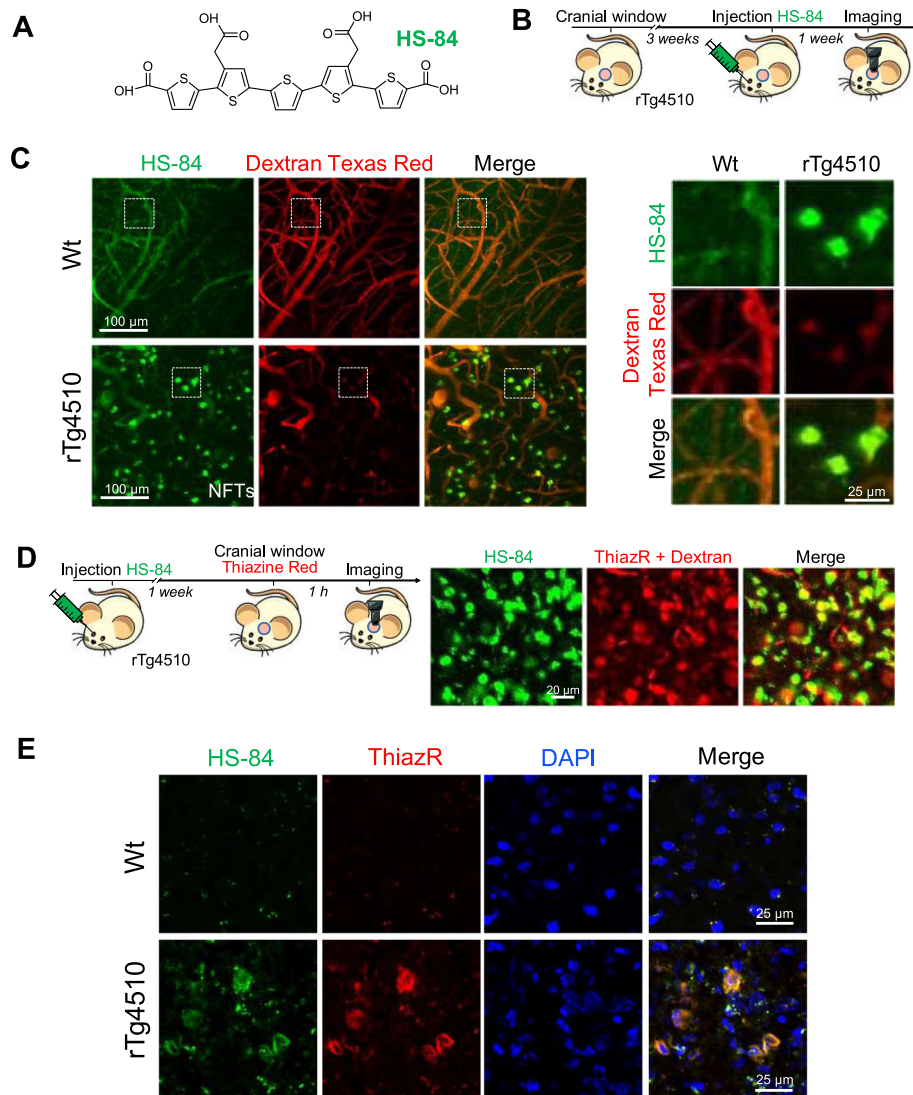 A
HS-84
O
OH
OH
O
O
OH
S
S
S
S
S
O
OH
B
Cranial window
Injection HS-84
Imaging
3 weeks
1 week
rTg4510
C
HS-84
Dextran Texas Red
Merge
Wt
100 µm
rTg4510
100 µm
NFTs
Wt
rTg4510
HS-84
Dextran
Texas Red
Merge
25 µm
D
Injection HS-84
Cranial window
Thiazine Red
Imaging
1 week
1 h
rTg4510
HS-84
ThiazR + Dextran
Merge
20 µm
E
HS-84
ThiazR
DAPI
Merge
Wt
25 µm
rTg4510
25 µm